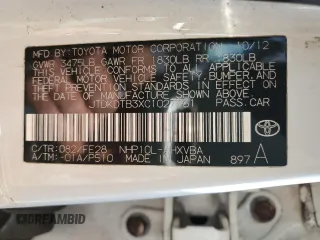 MFD. BY: TOYOTA MOTOR CORPORATION 10/12
GVWR 3475LB GAWR FR 1830LB RR 1830LB
THIS VEHICLE CONFORMS TO ALL APPLICABLE
FEDERAL MOTOR VEHICLE SAFETY, BUMPER, AND
THEFT PREVENTION STANDARDS IN EFFECT ON
THE DATE OF MANUFACTURE SHOWN ABOVE.
PASS. CAR
C/TR: 082/FE28 NHP10L-AHXVBA
A/TM: -01A/P510 MADE IN JAPAN 897 A
TOYOTA